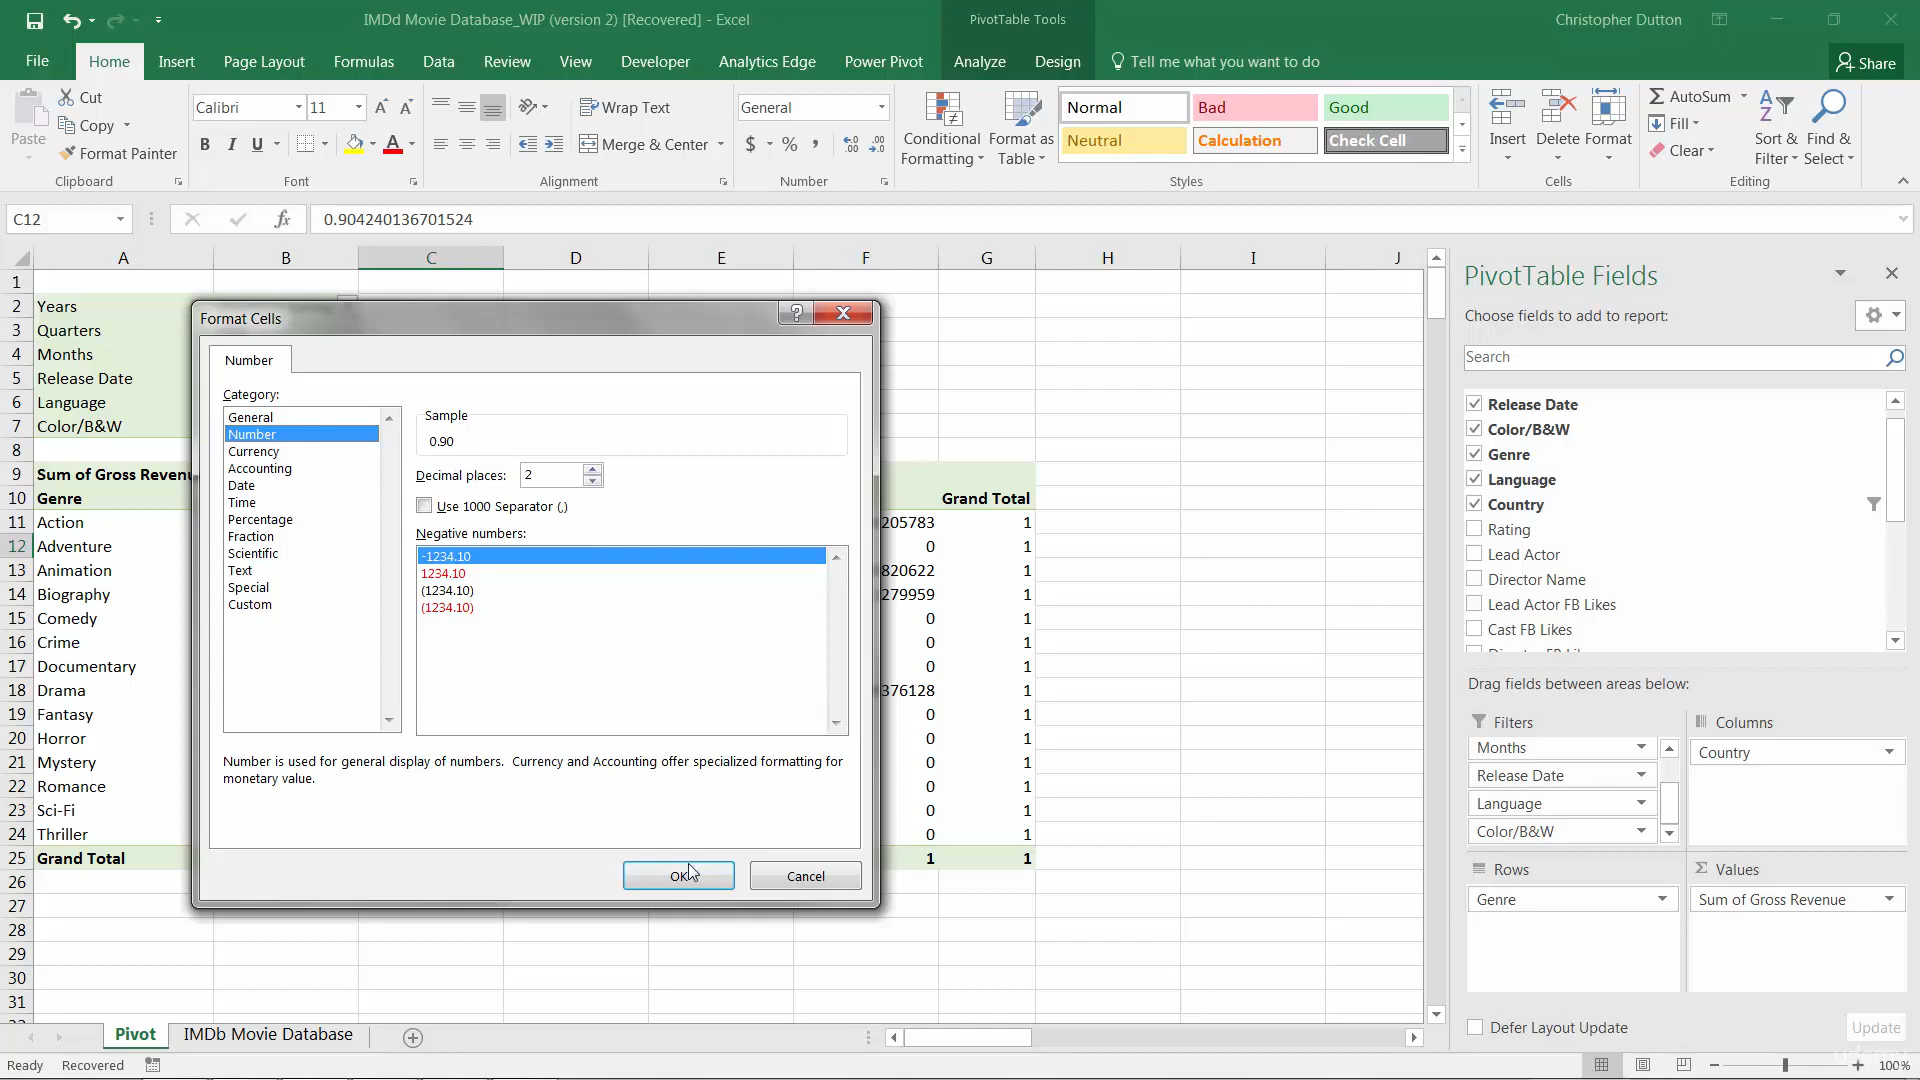 IMDd Movie Database_WIP (version 2) [Recovered] - Excel
PivotTable Tools
Christopher Dutton
File Home Insert Page Layout Formulas Data Review View Developer Analytics Edge Power Pivot Analyze Design Tell me what you want to do Share
Paste
Cut
Copy
Format Painter
Clipboard
Calibri 11
B I U
Font
Wrap Text
Merge & Center
Alignment
General
$ % ,
Number
Conditional Formatting
Format as Table
Normal Bad Good
Neutral Calculation Check Cell
Styles
Insert Delete Format
Cells
AutoSum
Fill
Clear
Sort & Filter
Find & Select
Editing
C12 fx 0.904240136701524
A B C D E F G H I J
1
2 Years
3 Quarters
4 Months
5 Release Date
6 Language
7 Color/B&W
8
9 Sum of Gross Revenu
10 Genre Grand Total
11 Action 205783 1
12 Adventure 0 1
13 Animation 820622 1
14 Biography 279959 1
15 Comedy 0 1
16 Crime 0 1
17 Documentary 0 1
18 Drama 376128 1
19 Fantasy 0 1
20 Horror 0 1
21 Mystery 0 1
22 Romance 0 1
23 Sci-Fi 0 1
24 Thriller 0 1
25 Grand Total 1 1
26
27
28
29
30
31
Format Cells
Number
Category:
General
Number
Currency
Accounting
Date
Time
Percentage
Fraction
Scientific
Text
Special
Custom
Sample
0.90
Decimal places: 2
Use 1000 Separator (,)
Negative numbers:
-1234.10
1234.10
(1234.10)
(1234.10)
Number is used for general display of numbers. Currency and Accounting offer specialized formatting for
monetary value.
OK Cancel
PivotTable Fields
Choose fields to add to report:
Search
Release Date
Color/B&W
Genre
Language
Country
Rating
Lead Actor
Director Name
Lead Actor FB Likes
Cast FB Likes
Drag fields between areas below:
Filters
Months
Release Date
Language
Color/B&W
Columns
Country
Rows
Genre
Values
Sum of Gross Revenue
Defer Layout Update Update
Pivot IMDb Movie Database
Ready Recovered 100%